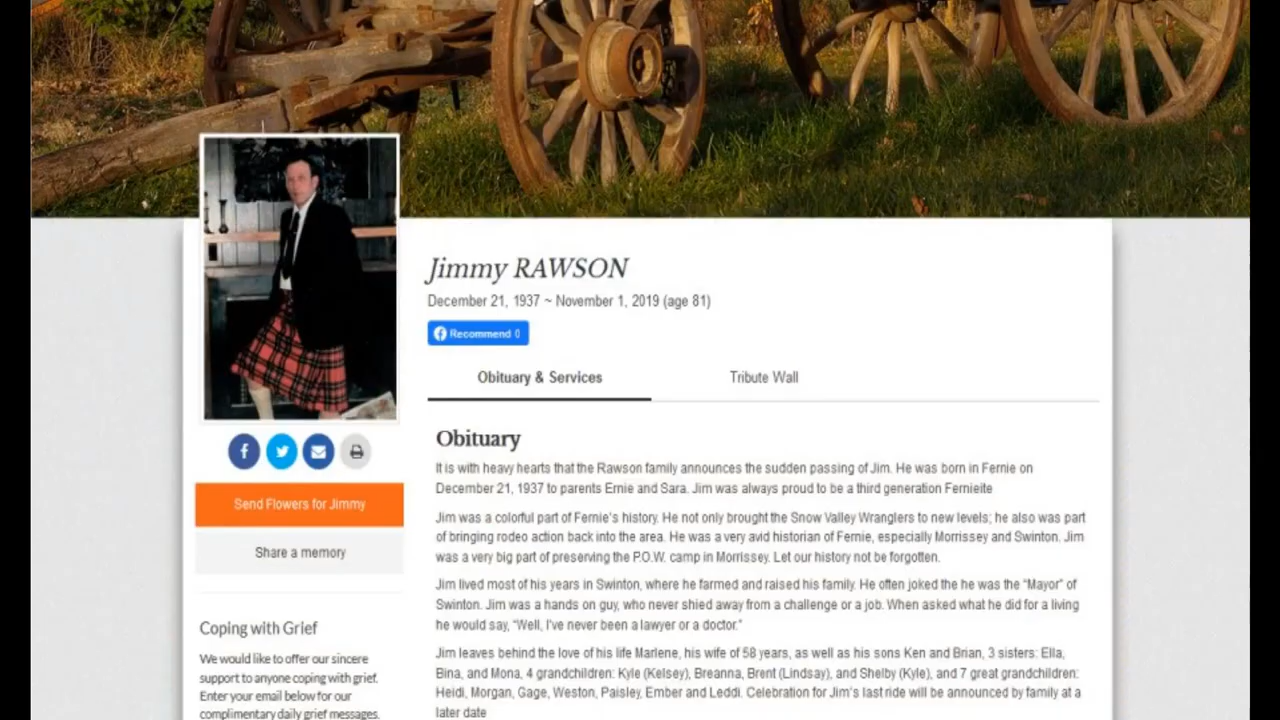 Jimmy RAWSON
December 21, 1937 ~ November 1, 2019 (age 81)
Recommend 0
Obituary & Services
Tribute Wall
Obituary
It is with heavy hearts that the Rawson family announces the sudden passing of Jim. He was born in Fernie on
December 21, 1937 to parents Ernie and Sara. Jim was always proud to be a third generation Fernieite
Jim was a colorful part of Fernie's history. He not only brought the Snow Valley Wranglers to new levels; he also was part
of bringing rodeo action back into the area. He was a very avid historian of Fernie, especially Morrissey and Swinton. Jim
was a very big part of preserving the P.O.W. camp in Morrissey. Let our history not be forgotten.
Jim lived most of his years in Swinton, where he farmed and raised his family. He often joked the he was the “Mayor” of
Swinton. Jim was a hands on guy, who never shied away from a challenge or a job. When asked what he did for a living
he would say, “Well, I've never been a lawyer or a doctor.”
Jim leaves behind the love of his life Marlene, his wife of 58 years, as well as his sons Ken and Brian, 3 sisters: Ella,
Bina, and Mona, 4 grandchildren: Kyle (Kelsey), Breanna, Brent (Lindsay), and Shelby (Kyle), and 7 great grandchildren:
Heidi, Morgan, Gage, Weston, Paisley, Ember and Leddi. Celebration for Jim's last ride will be announced by family at a
later date
Send Flowers for Jimmy
Share a memory
Coping with Grief
We would like to offer our sincere
support to anyone coping with grief.
Enter your email below for our
complimentary daily grief messages.